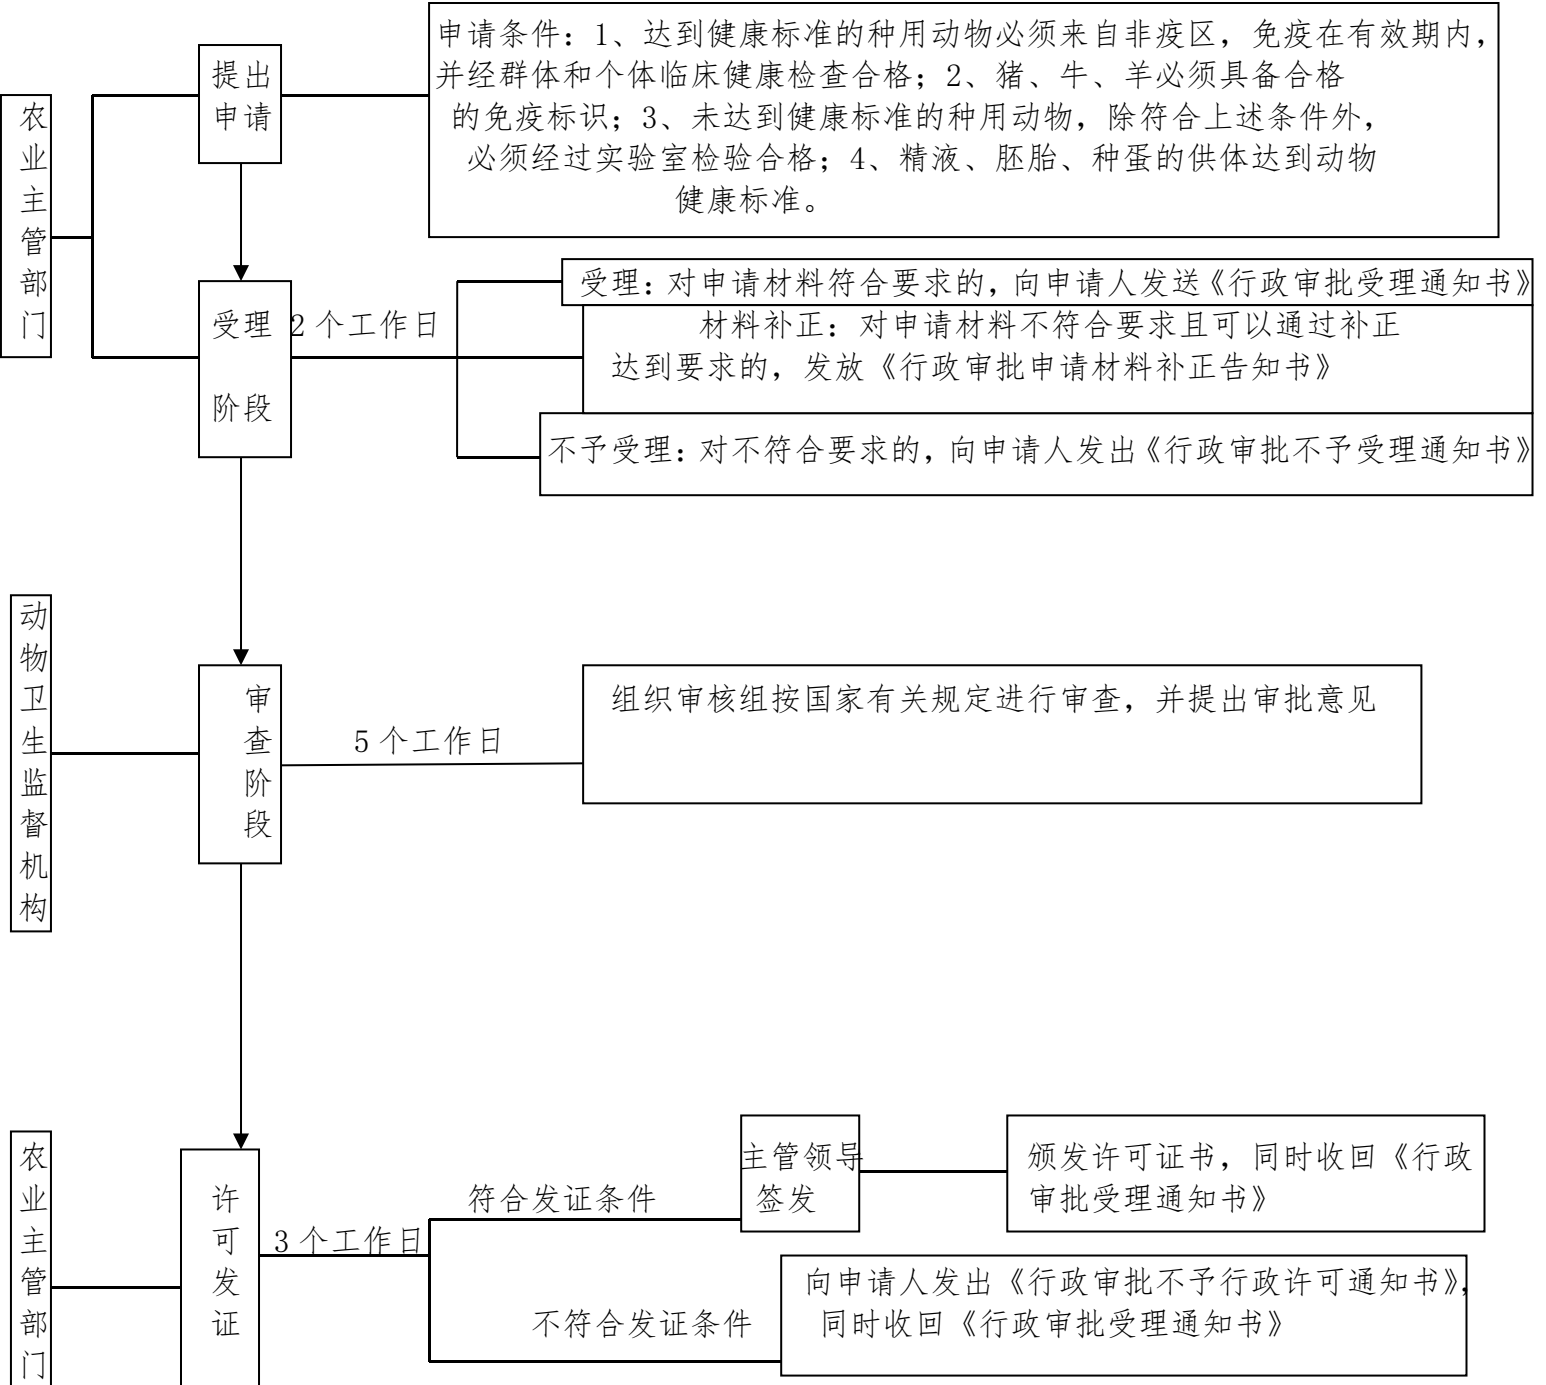 农业主管部门
提出
申请
申请条件：1、达到健康标准的种用动物必须来自非疫区，免疫在有效期内，
并经群体和个体临床健康检查合格；2、猪、牛、羊必须具备合格
的免疫标识；3、未达到健康标准的种用动物，除符合上述条件外，
必须经过实验室检验合格；4、精液、胚胎、种蛋的供体达到动物
健康标准。
受理
阶段
2个工作日
受理：对申请材料符合要求的，向申请人发送《行政审批受理通知书》
材料补正：对申请材料不符合要求且可以通过补正
达到要求的，发放《行政审批申请材料补正告知书》
不予受理：对不符合要求的，向申请人发出《行政审批不予受理通知书》
动物卫生监督机构
审查阶段
5个工作日
组织审核组按国家有关规定进行审查，并提出审批意见
农业主管部门
许可发证
3个工作日
符合发证条件
主管领导
签发
颁发许可证书，同时收回《行政
审批受理通知书》
不符合发证条件
向申请人发出《行政审批不予行政许可通知书》，
同时收回《行政审批受理通知书》